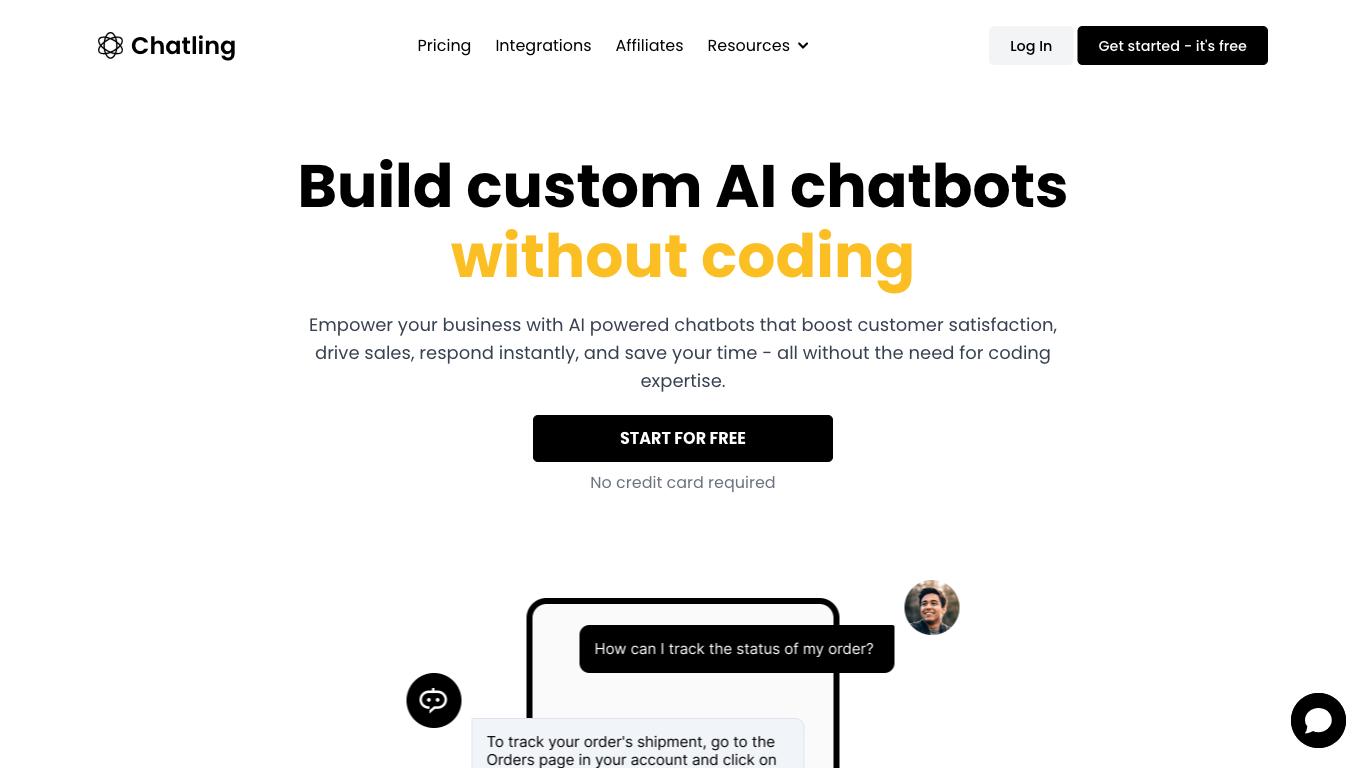 Chatling
Pricing
Integrations
Affiliates
Resources
Log In
Get started - it's free
Build custom AI chatbots
without coding
Empower your business with AI powered chatbots that boost customer satisfaction,
drive sales, respond instantly, and save your time - all without the need for coding
expertise.
START FOR FREE
No credit card required
How can I track the status of my order?
To track your order's shipment, go to the
Orders page in your account and click on